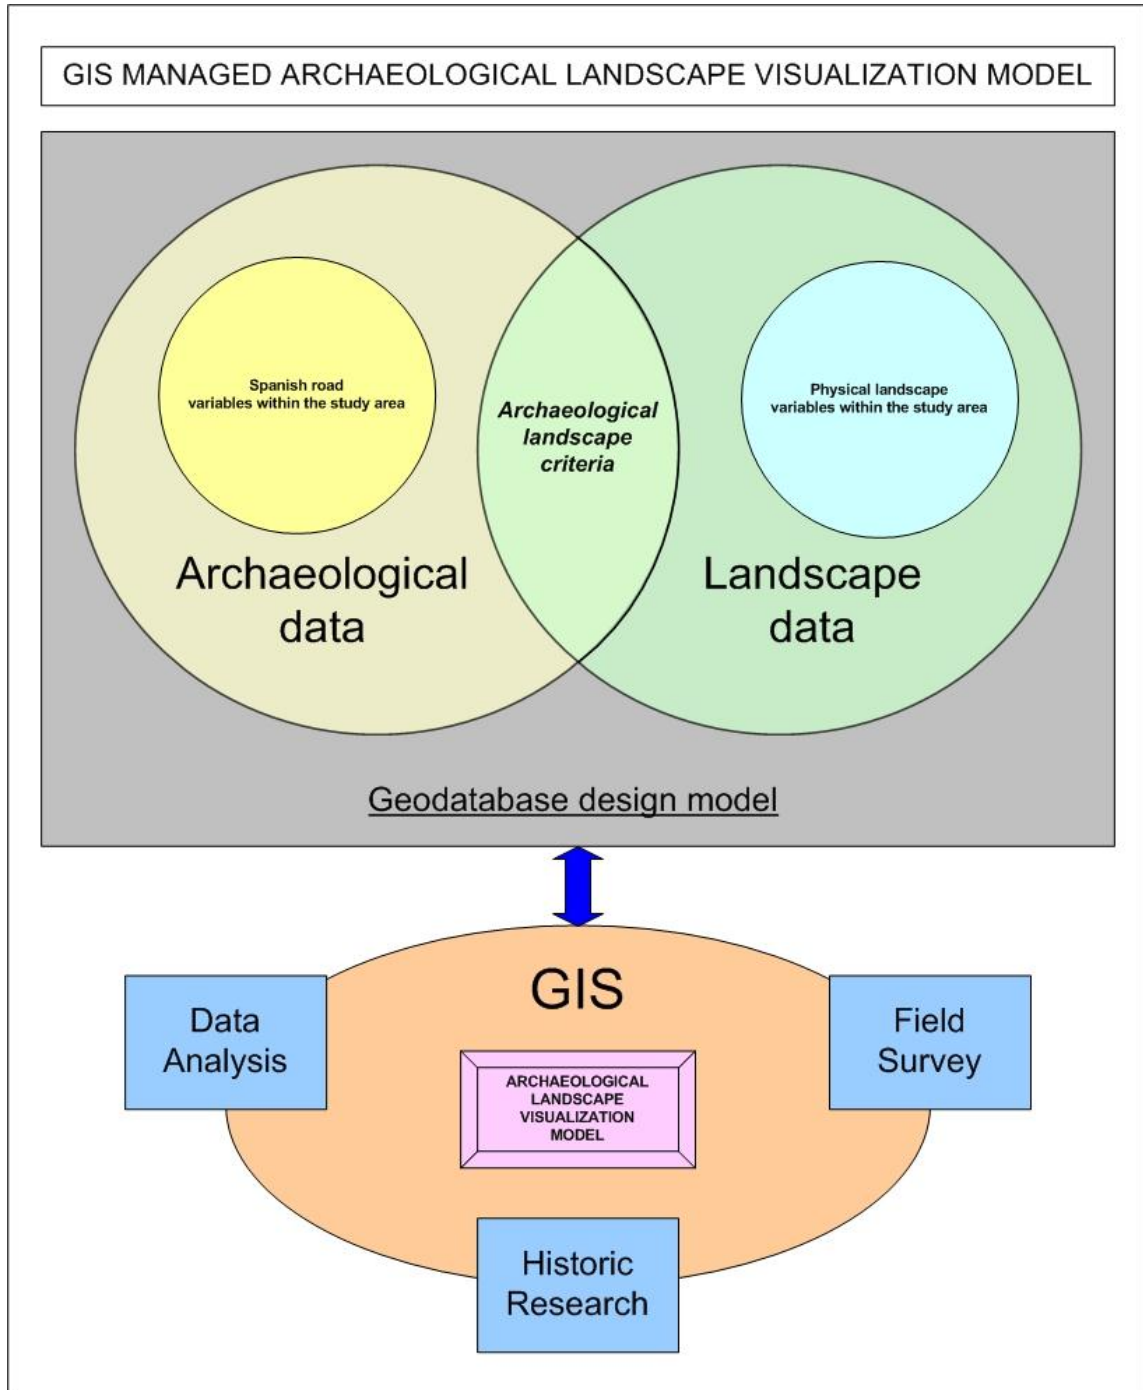 GIS MANAGED ARCHAEOLOGICAL LANDSCAPE VISUALIZATION MODEL
Spanish road
variables within the study area
Archaeological
landscape
criteria
Physical landscape
variables within the study area
Archaeological
data
Landscape
data
Geodatabase design model
GIS
Data
Analysis
Field
Survey
ARCHAEOLOGICAL
LANDSCAPE
VISUALIZATION
MODEL
Historic
Research